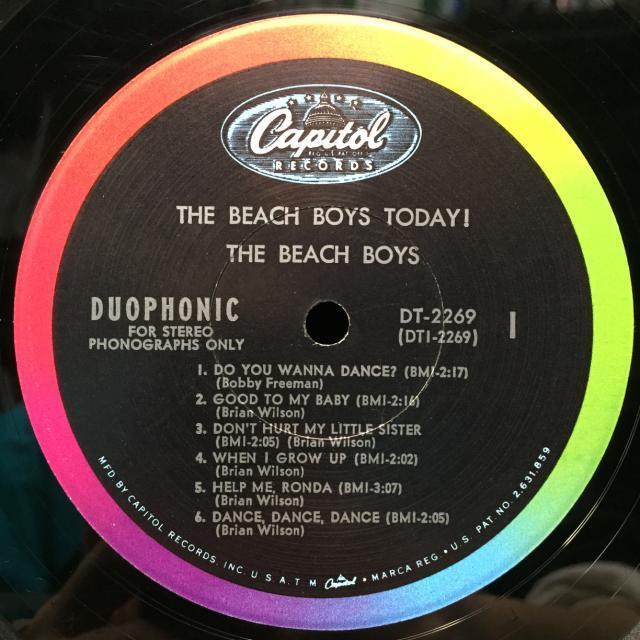 Capitol
REG. U.S. PAT. OFF.
RECORDS
THE BEACH BOYS TODAY!
THE BEACH BOYS
DUOPHONIC
FOR STEREO
PHONOGRAPHS ONLY
DT-2269
(DT1-2269)
1
1. DO YOU WANNA DANCE? (BMI-2:17)
(Bobby Freeman)
2. GOOD TO MY BABY (BMI-2:16)
(Brian Wilson)
3. DON'T HURT MY LITTLE SISTER
(BMI-2:05) (Brian Wilson)
4. WHEN I GROW UP (BMI-2:02)
(Brian Wilson)
5. HELP ME, RONDA (BMI-3:07)
(Brian Wilson)
6. DANCE, DANCE, DANCE (BMI-2:05)
(Brian Wilson)
MFD BY CAPITOL RECORDS, INC U S A T M Capitol • MARCA REG • U.S. PAT. NO. 2,631,859